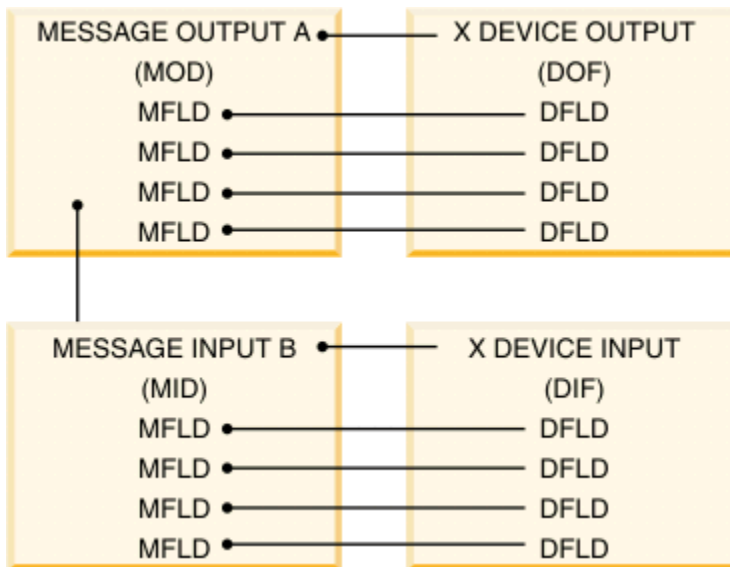 MESSAGE OUTPUT A
(MOD)
MFLD
MFLD
MFLD
MFLD
X DEVICE OUTPUT
(DOF)
DFLD
DFLD
DFLD
DFLD
MESSAGE INPUT B
(MID)
MFLD
MFLD
MFLD
MFLD
X DEVICE INPUT
(DIF)
DFLD
DFLD
DFLD
DFLD